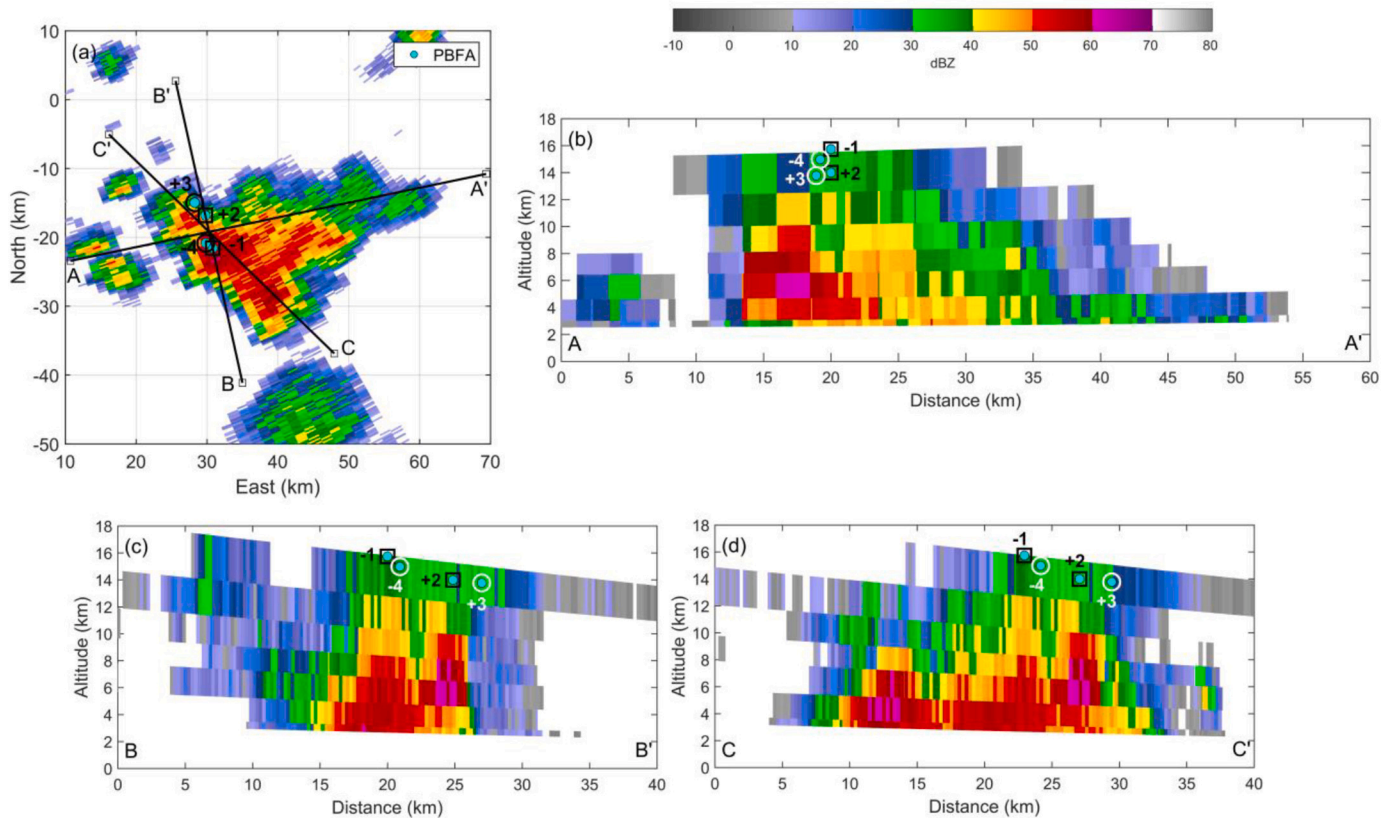 (a)
PBFA
10
0
-10
-20
-30
-40
-50
North (km)
B'
C'
+3
+2
A'
-1
-4
A
C
B
10 20 30 40 50 60 70
East (km)
-10 0 10 20 30 40 50 60 70 80
dBZ
(b)
18
16
14
12
10
8
6
4
2
0
Altitude (km)
-1
-4
+3
+2
A A'
0 5 10 15 20 25 30 35 40 45 50 55 60
Distance (km)
(c)
18
16
14
12
10
8
6
4
2
0
Altitude (km)
-1
-4
+2
+3
B B'
0 5 10 15 20 25 30 35 40
Distance (km)
(d)
18
16
14
12
10
8
6
4
2
0
Altitude (km)
-1
-4
+2
+3
C C'
0 5 10 15 20 25 30 35 40
Distance (km)